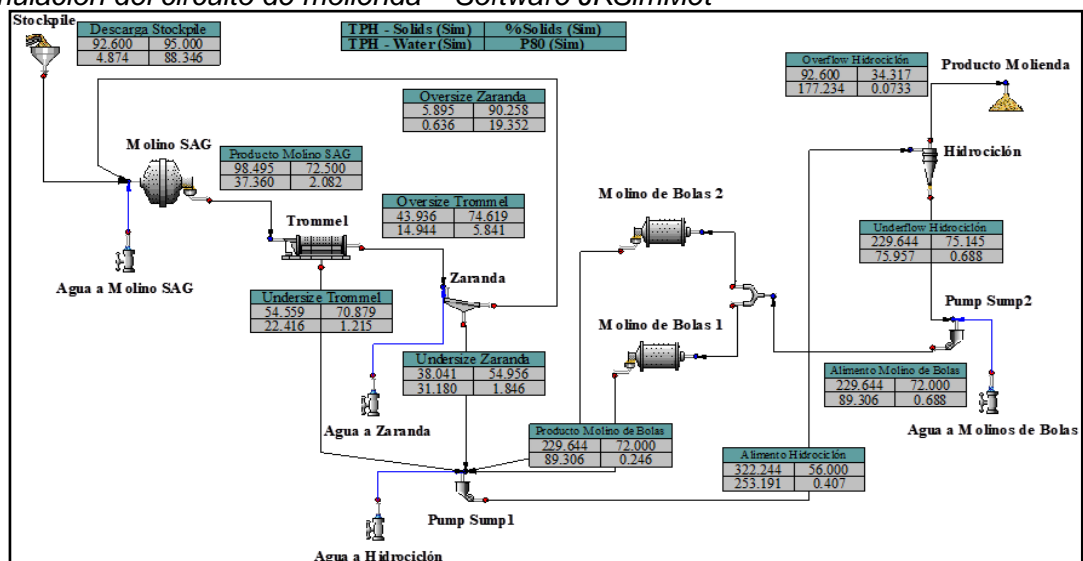 Simulación del circuito de molienda – Software JKSimMet
Stockpile
Descarga Stockpile
92.600 95.000
4.874 88.346
TPH - Solids (Sim) %Solids (Sim)
TPH - Water (Sim) P80 (Sim)
Overflow Hidrociclón
92.600 34.317
177.234 0.0733
Producto Molienda
Oversize Zaranda
5.895 90.258
0.636 19.352
Molino SAG
Producto Molino SAG
98.495 72.500
37.360 2.082
Hidrociclón
Oversize Trommel
43.936 74.619
14.944 5.841
Molino de Bolas 2
Trommel
Underflow Hidrociclón
229.644 75.145
75.957 0.688
Zaranda
Agua a Molino SAG
Undersize Trommel
54.559 70.879
22.416 1.215
Pump Sump2
Molino de Bolas 1
Undersize Zaranda
38.041 54.956
31.180 1.846
Alimento Molino de Bolas
229.644 72.000
89.306 0.688
Agua a Zaranda
Agua a Molinos de Bolas
Producto Molino de Bolas
229.644 72.000
89.306 0.246
Alimento Hidrociclón
322.244 56.000
253.191 0.407
Pump Sump1
Agua a Hidrociclón